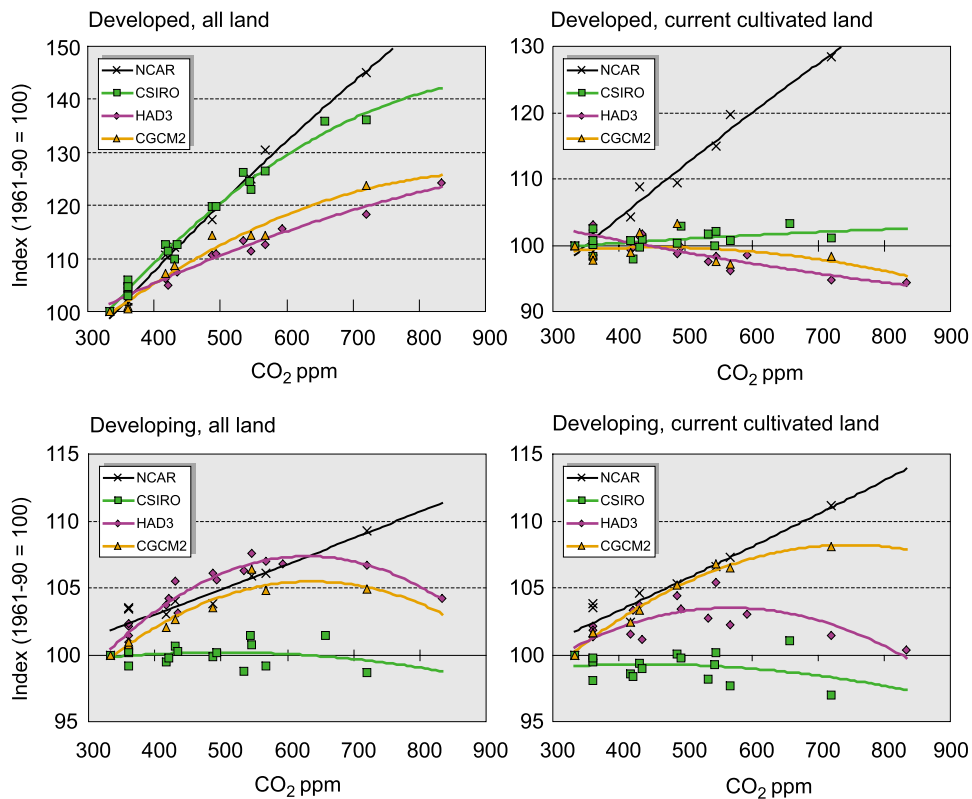 Developed, all land
Index (1961-90 = 100)
150
140
130
120
110
100
NCAR
CSIRO
HAD3
CGCM2
300 400 500 600 700 800 900
CO2 ppm
Developed, current cultivated land
130
120
110
100
90
NCAR
CSIRO
HAD3
CGCM2
300 400 500 600 700 800 900
CO2 ppm
Developing, all land
Index (1961-90 = 100)
115
110
105
100
95
NCAR
CSIRO
HAD3
CGCM2
300 400 500 600 700 800 900
CO2 ppm
Developing, current cultivated land
115
110
105
100
95
NCAR
CSIRO
HAD3
CGCM2
300 400 500 600 700 800 900
CO2 ppm